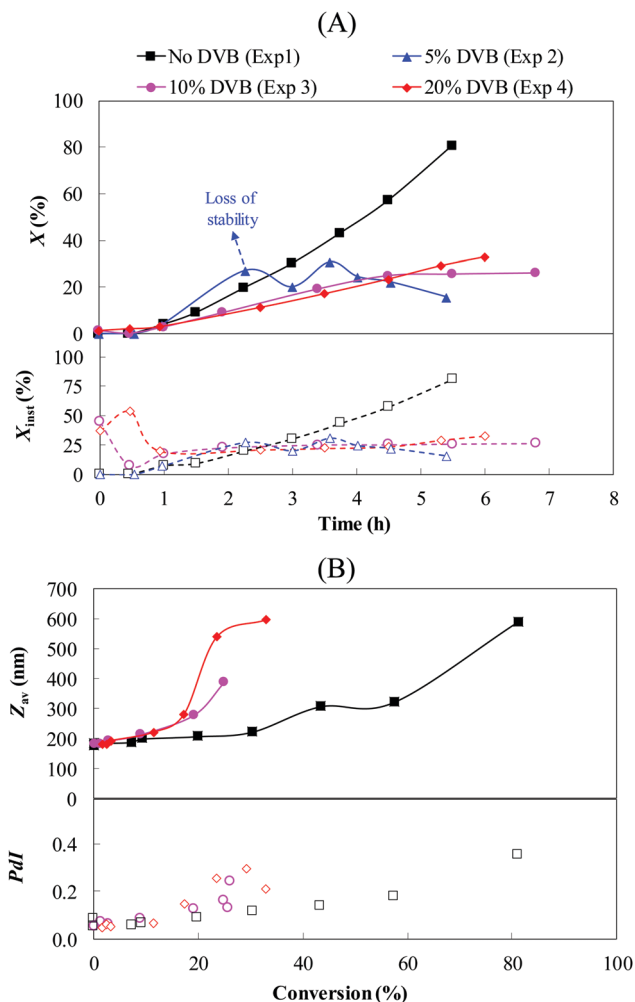 (A)
No DVB (Exp1) 5% DVB (Exp 2)
10% DVB (Exp 3) 20% DVB (Exp 4)
100
80
60
40
20
0
X (%)
Loss of
stability
100
75
50
25
0
X inst (%)
0 1 2 3 4 5 6 7 8
Time (h)
(B)
700
600
500
400
300
200
100
0
Z av (nm)
0.4
0.2
0.0
PdI
0 20 40 60 80 100
Conversion (%)